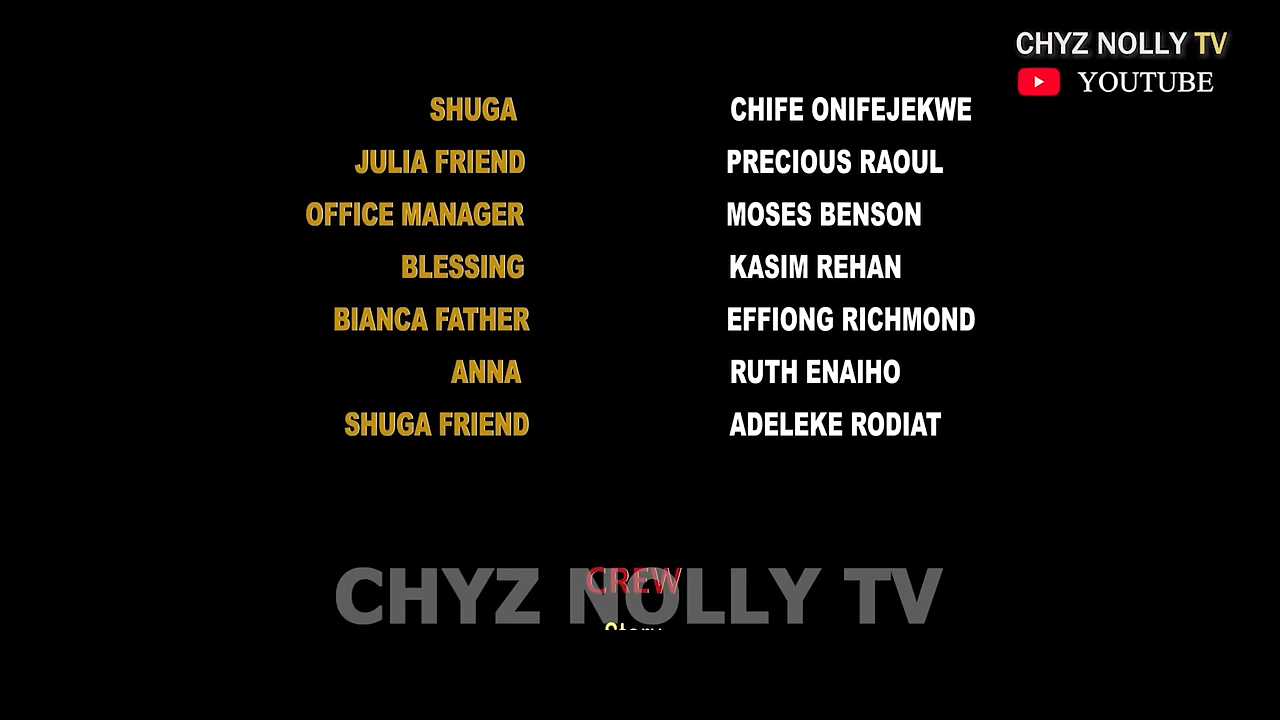 CHYZ NOLLY TV
YOUTUBE
SHUGA CHIFE ONIFEJEKWE
JULIA FRIEND PRECIOUS RAOUL
OFFICE MANAGER MOSES BENSON
BLESSING KASIM REHAN
BIANCA FATHER EFFIONG RICHMOND
ANNA RUTH ENAIHO
SHUGA FRIEND ADELEKE RODIAT
CREW
CHYZ NOLLY TV